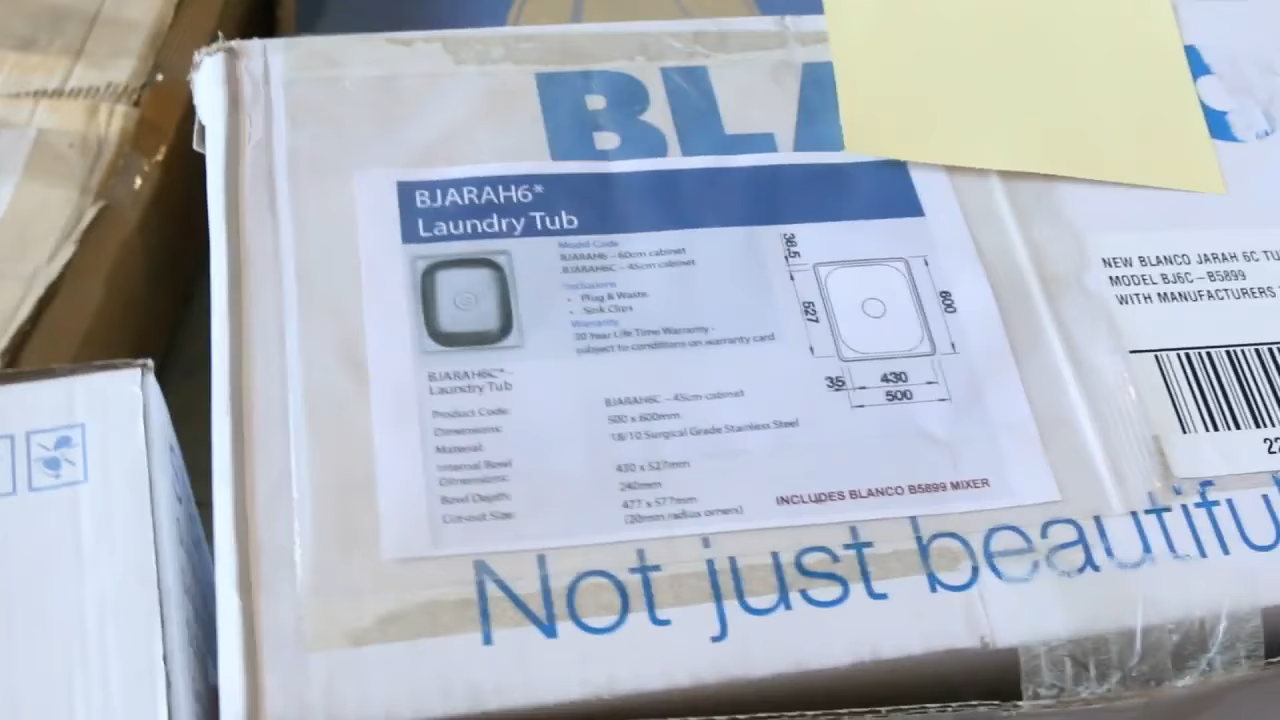 BLA
BJARAH6*
Laundry Tub
Model Code
BJARAH6 – 60cm cabinet
BJARAH6C – 45cm cabinet
Inclusions
• Plug & Waste
• Sink Clips
Warranty
20 Year Life Time Warranty -
subject to conditions on warranty card
38.5
527
600
35
430
500
BJARAH6C*–
Laundry Tub
Product Code: BJARAH6C – 45cm cabinet
Dimensions: 500 x 600mm
Material: 18/10 Surgical Grade Stainless Steel
Internal Bowl
Dimensions: 430 x 527mm
Bowl Depth: 240mm
Cut-out Size: 477 x 577mm
(20mm radius corners)
INCLUDES BLANCO B5899 MIXER
NEW BLANCO JARAH 6C TU
MODEL BJ6C – B5899
WITH MANUFACTURERS
22
Not just beautifu